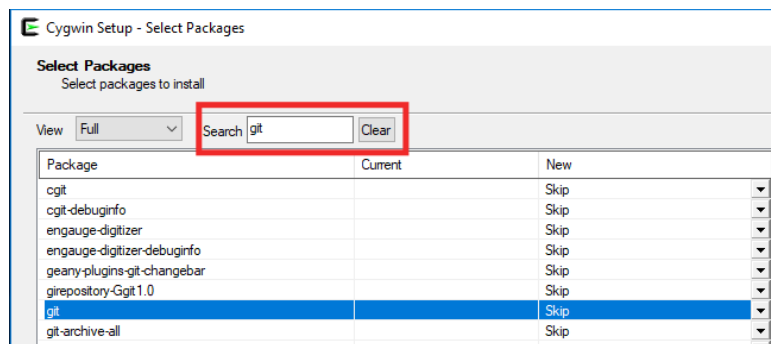 Cygwin Setup - Select Packages
Select Packages
Select packages to install
View Full Search git Clear
Package Current New
cgit Skip
cgit-debuginfo Skip
engauge-digitizer Skip
engauge-digitizer-debuginfo Skip
geany-plugins-git-changebar Skip
girepository-Ggit1.0 Skip
git Skip
git-archive-all Skip